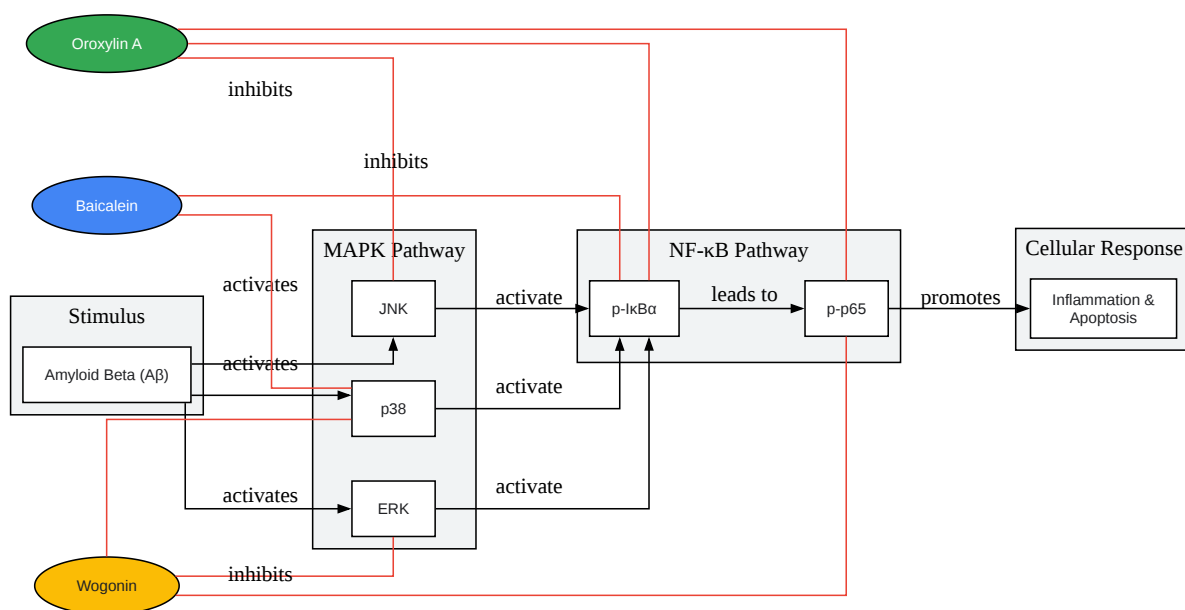 Oroxylin A
inhibits
inhibits
Baicalein
MAPK Pathway
NF-κB Pathway
Cellular Response
activates
JNK
activate
p-IκBα
leads to
p-p65
promotes
Inflammation &
Apoptosis
Stimulus
Amyloid Beta (Aβ)
activates
p38
activate
activates
ERK
activate
Wogonin
inhibits